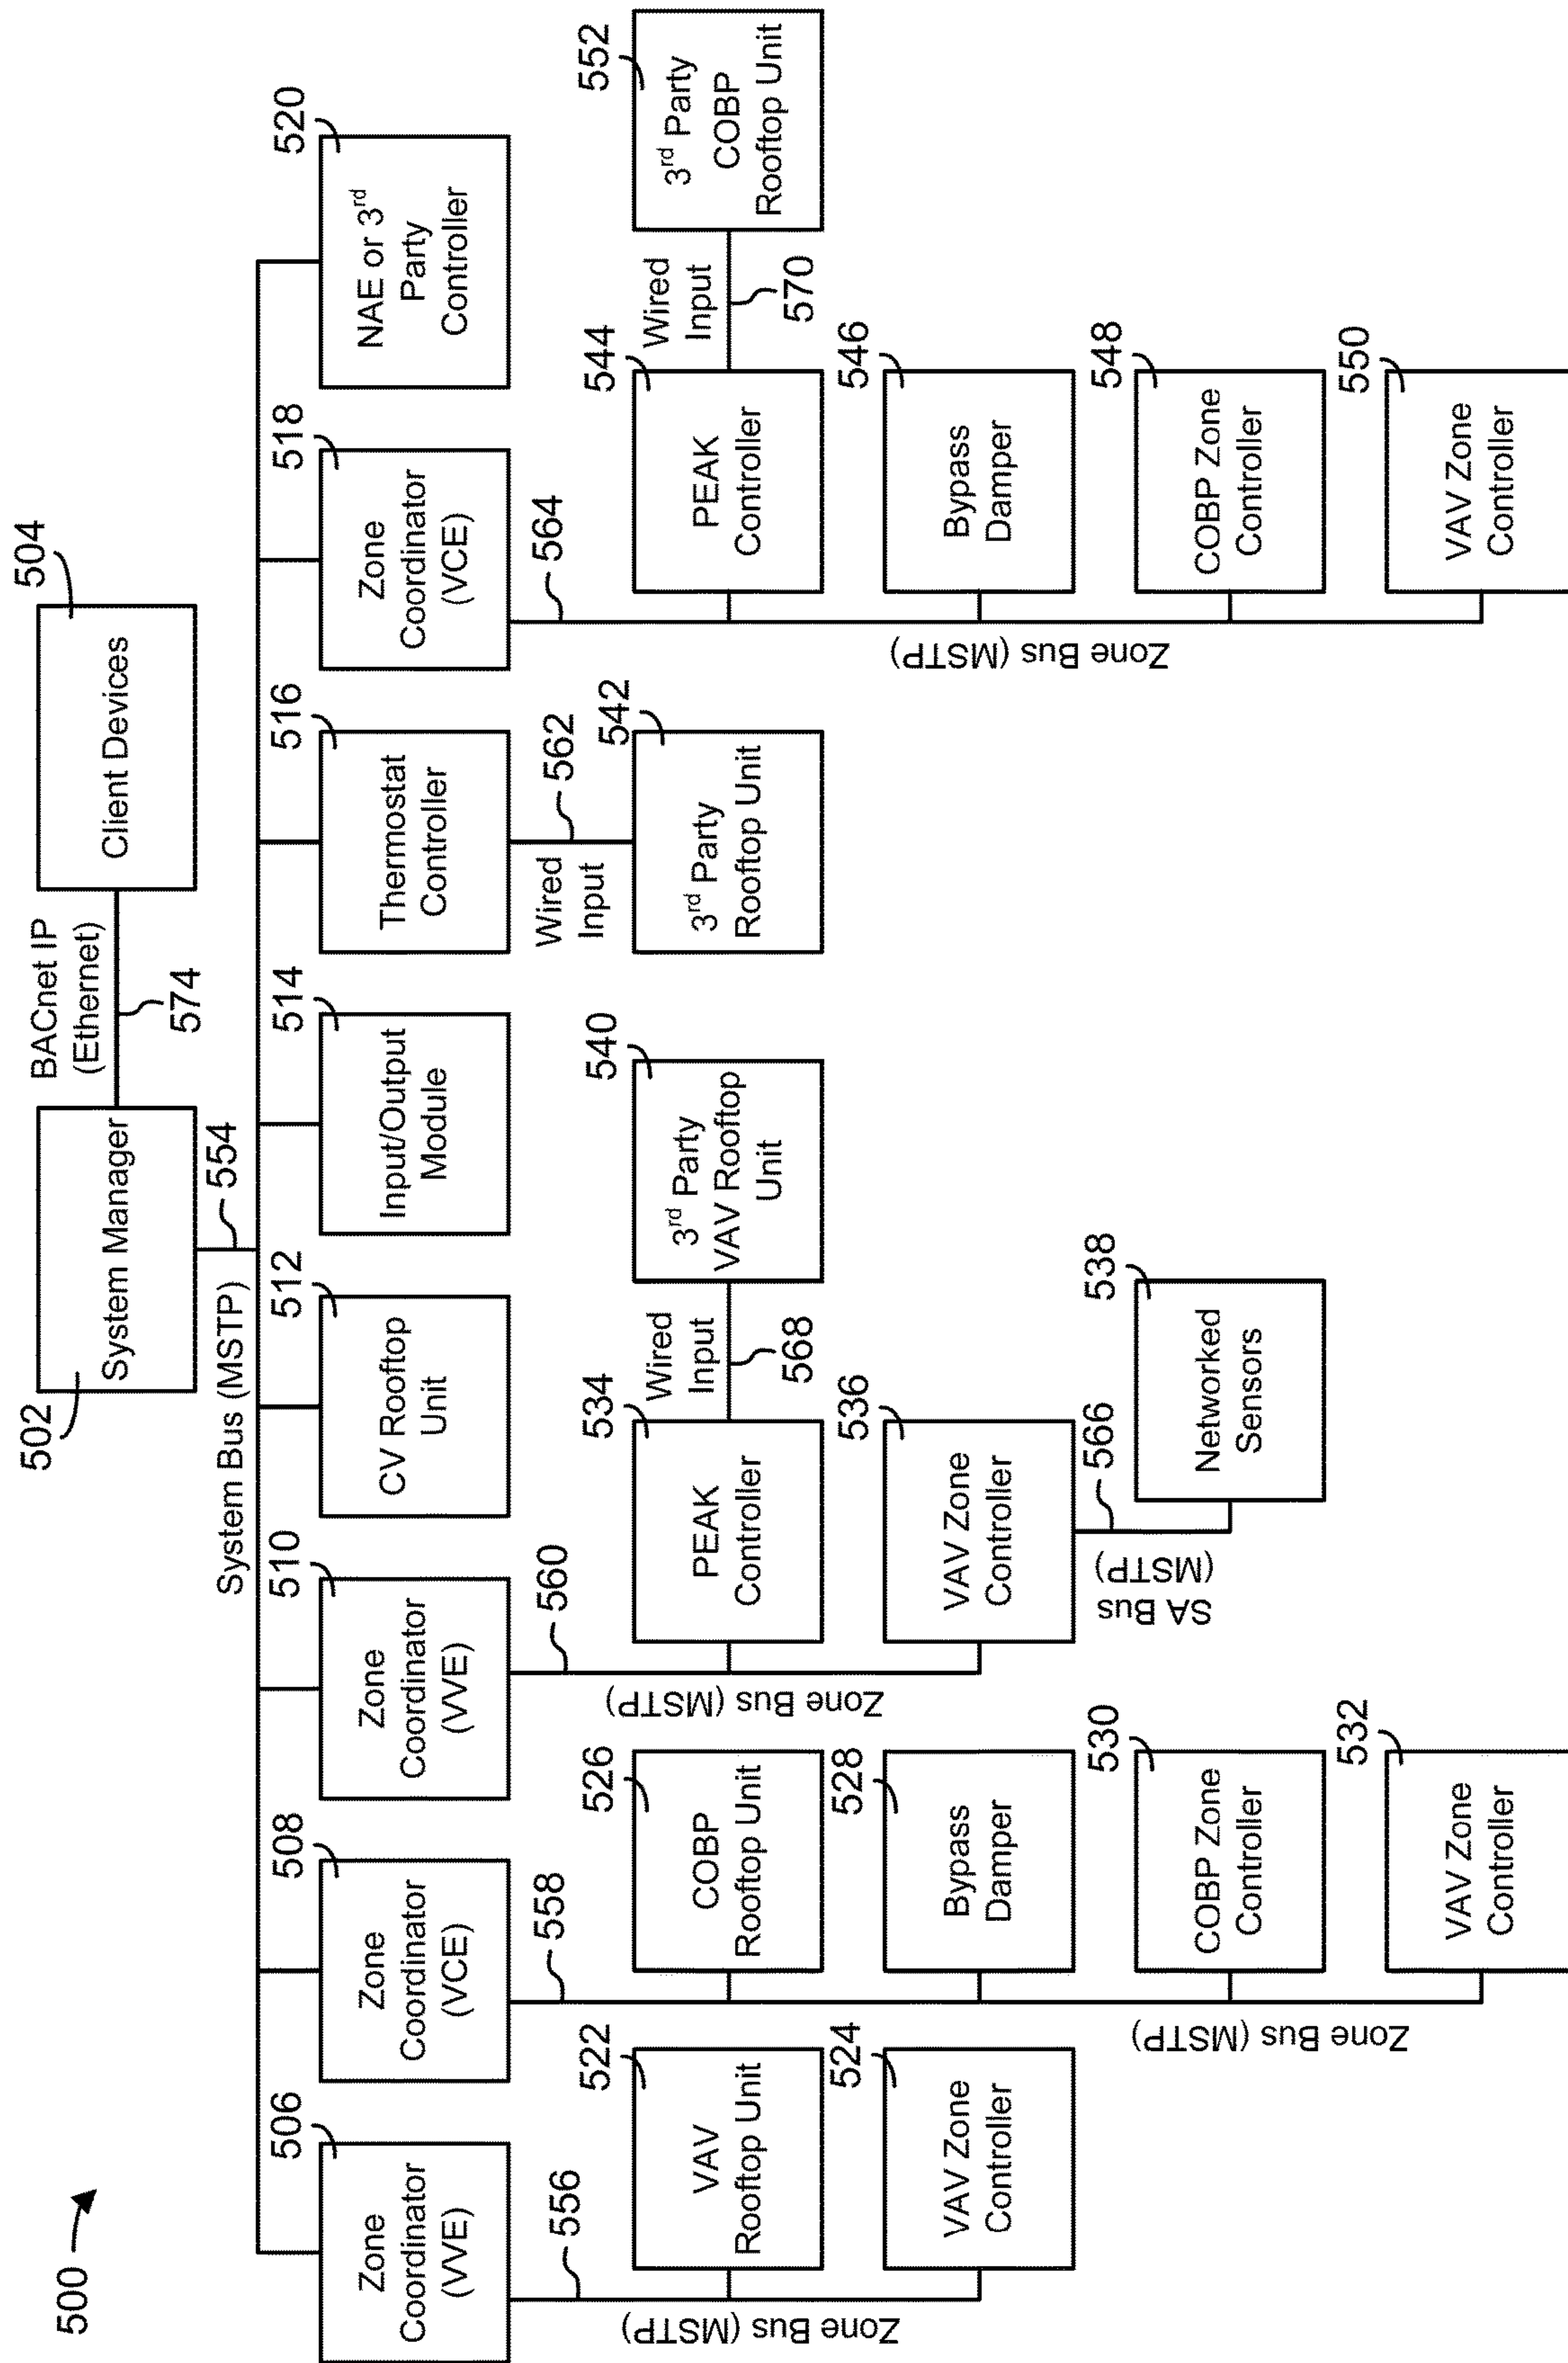 500
502
System Manager
BACnet IP
(Ethernet)
574
504
Client Devices
System Bus (MSTP)
554
506
Zone
Coordinator
(VVE)
508
Zone
Coordinator
(VCE)
510
Zone
Coordinator
(VVE)
512
CV Rooftop
Unit
514
Input/Output
Module
516
Thermostat
Controller
518
Zone
Coordinator
(VCE)
520
NAE or 3rd
Party
Controller
556
Zone Bus (MSTP)
522
VAV
Rooftop Unit
524
VAV Zone
Controller
558
Zone Bus (MSTP)
526
COBP
Rooftop Unit
528
Bypass
Damper
530
COBP Zone
Controller
532
VAV Zone
Controller
560
Zone Bus (MSTP)
534
PEAK
Controller
Wired
Input
568
540
3rd Party
VAV Rooftop
Unit
536
VAV Zone
Controller
566
SA Bus
(MSTP)
538
Networked
Sensors
562
Wired
Input
542
3rd Party
Rooftop Unit
564
Zone Bus (MSTP)
544
PEAK
Controller
Wired
Input
570
552
3rd Party
COBP
Rooftop Unit
546
Bypass
Damper
548
COBP Zone
Controller
550
VAV Zone
Controller